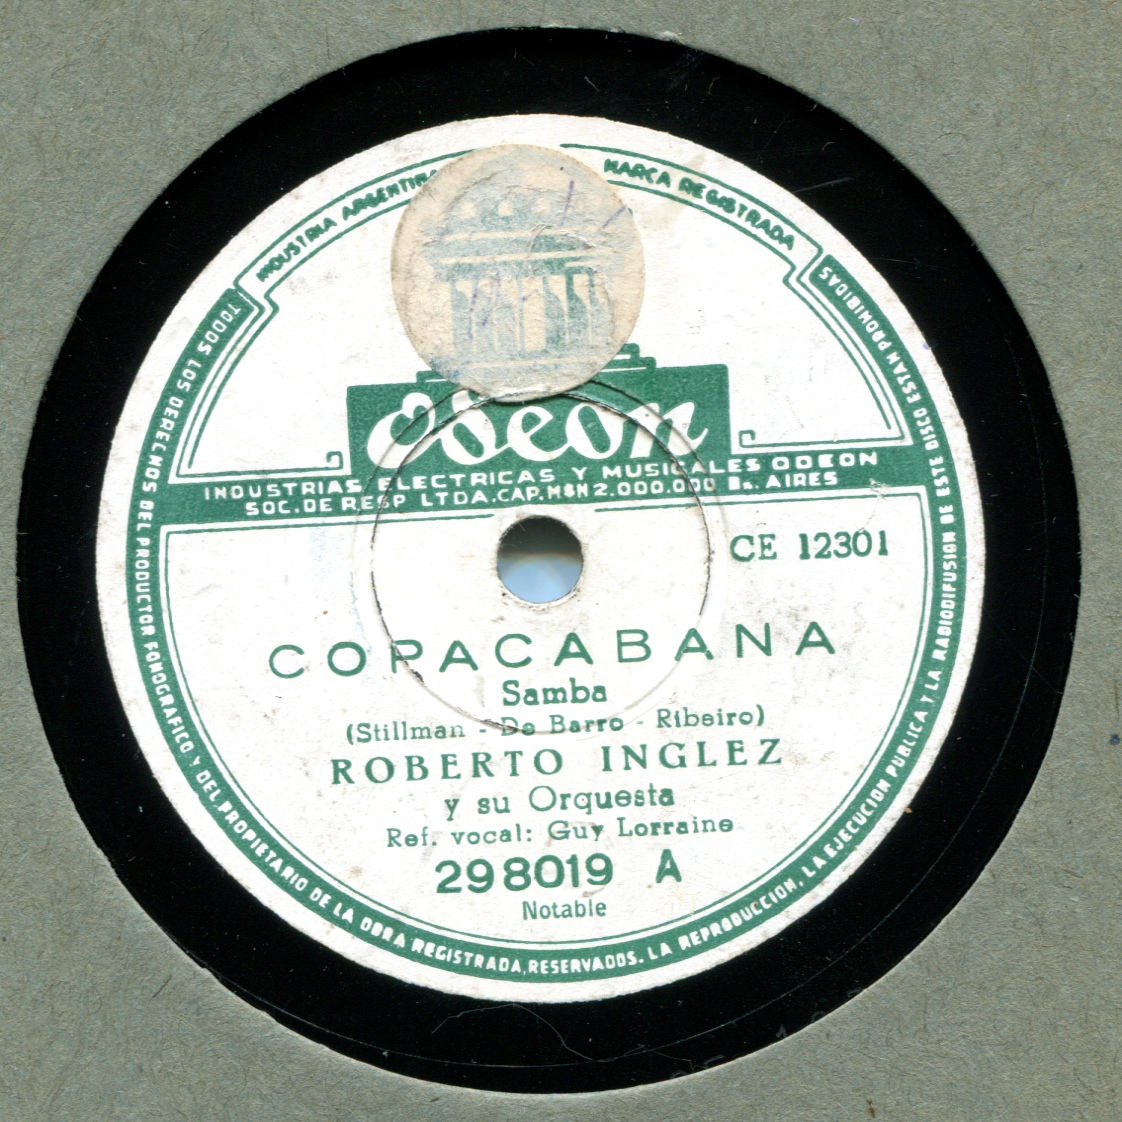 INDUSTRIA ARGENTINA
MARCA REGISTRADA
Odeon
INDUSTRIAS ELECTRICAS Y MUSICALES ODEON
SOC. DE RESP LTDA. CAP. M$N 2.000.000 Bs. AIRES
CE 12301
COPACABANA
Samba
(Stillman - De Barro - Ribeiro)
ROBERTO INGLEZ
y su Orquesta
Ref. vocal: Guy Lorraine
298019 A
Notable
TODOS LOS DERECHOS DEL PRODUCTOR FONOGRAFICO Y DEL PROPIETARIO DE LA OBRA REGISTRADA, RESERVADOS. LA REPRODUCCION, LA EJECUCION PUBLICA Y LA RADIODIFUSION DE ESTE DISCO ESTAN PROHIBIDAS